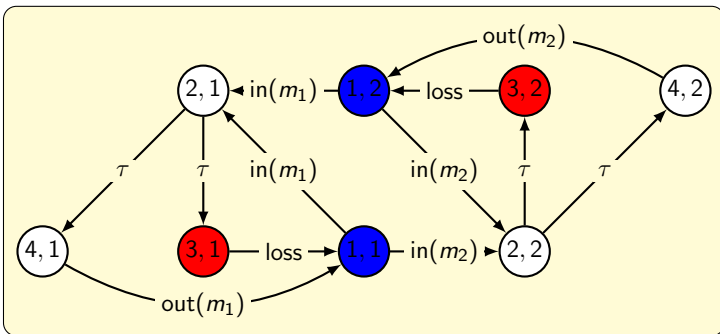 out(m₂)
2, 1
in(m₁)
1, 2
loss
3, 2
4, 2
τ
τ
in(m₁)
in(m₂)
τ
τ
4, 1
3, 1
loss
1, 1
in(m₂)
2, 2
out(m₁)